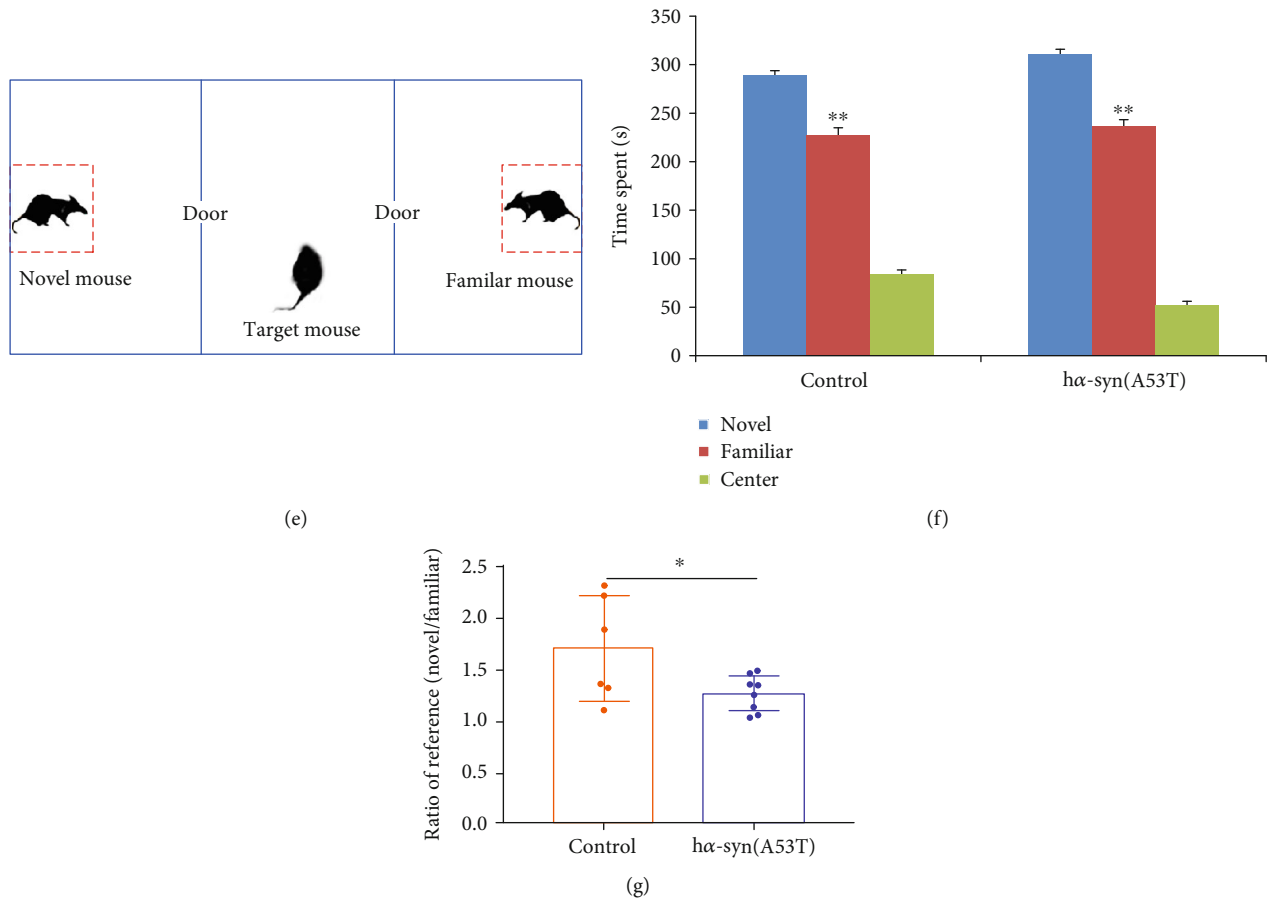 Door
Door
Novel mouse
Familar mouse
Target mouse
(e)
Time spent (s)
350
300
250
200
150
100
50
0
**
**
Control
hα-syn(A53T)
Novel
Familiar
Center
(f)
Ratio of reference (novel/familiar)
2.5
2.0
1.5
1.0
0.5
0.0
*
Control
hα-syn(A53T)
(g)